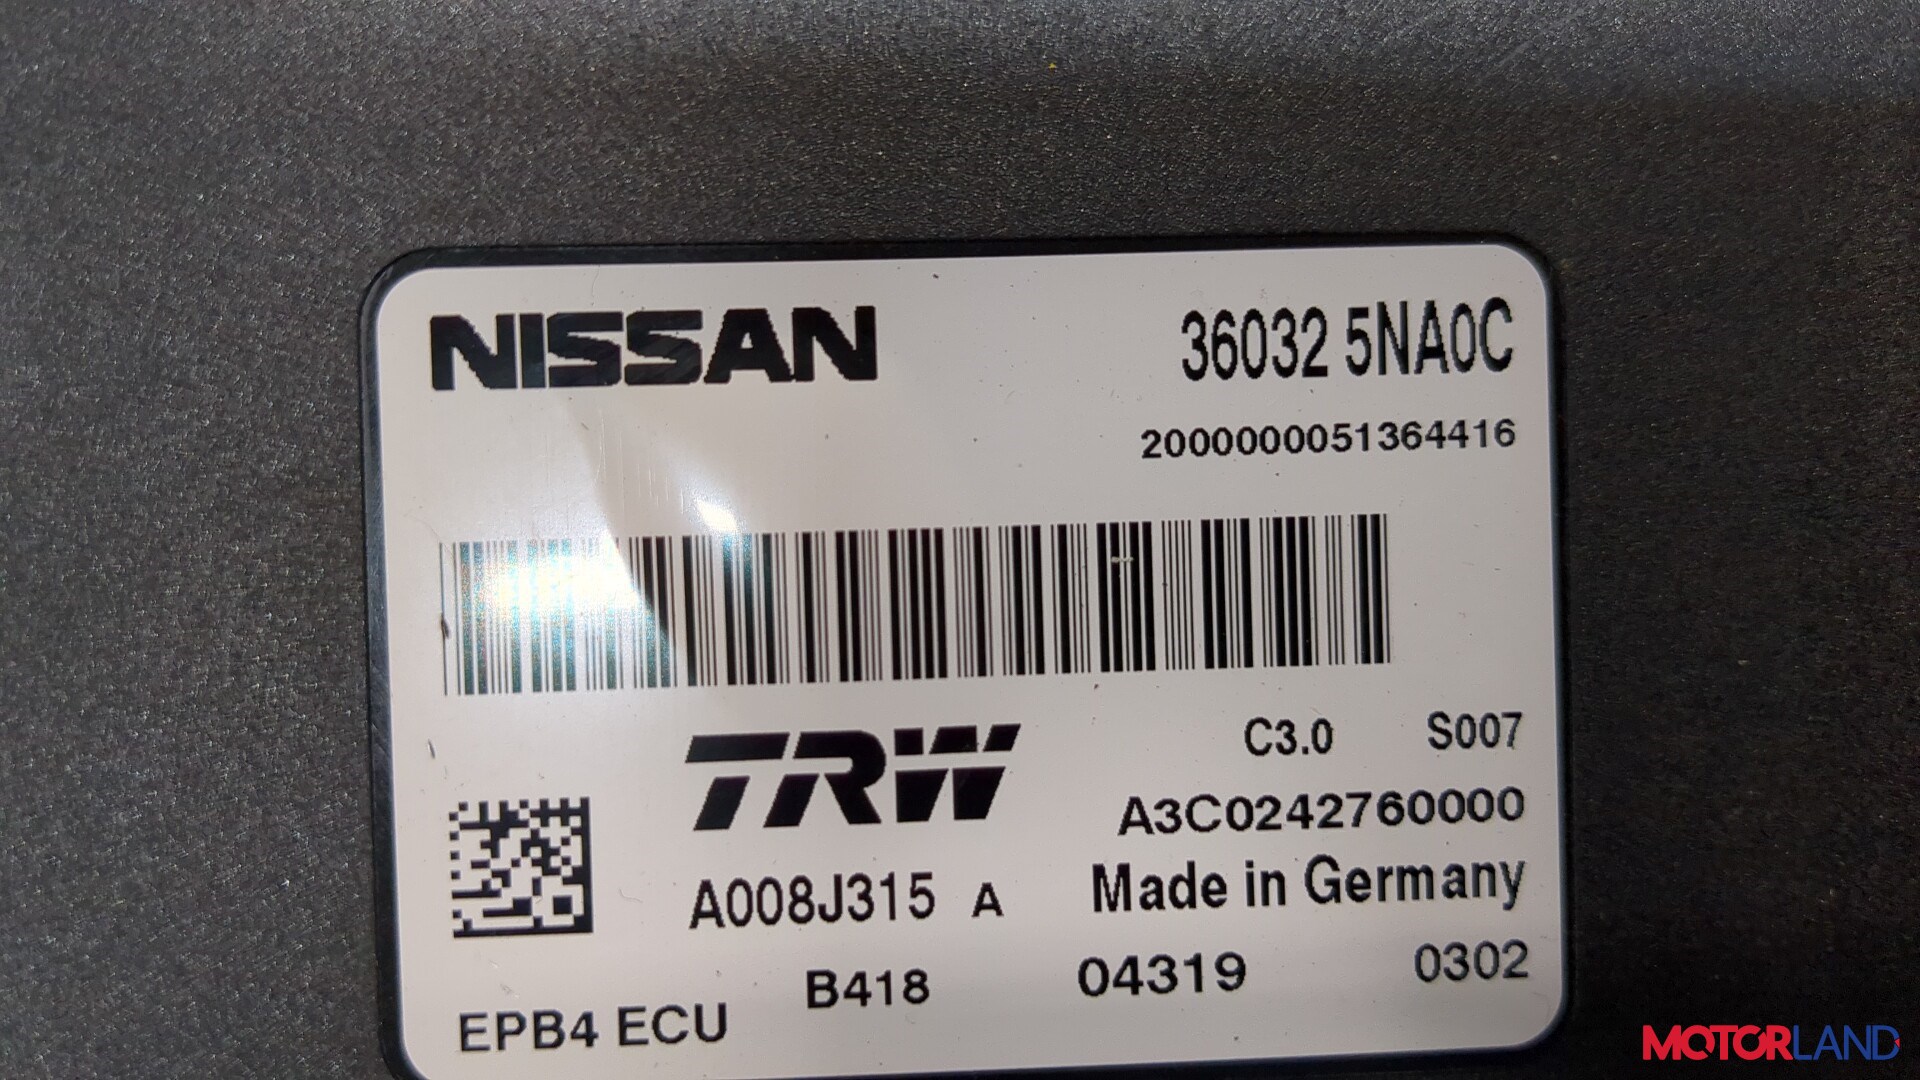 NISSAN 36032 5NA0C
2000000051364416
TRW C3.0 S007
A3C0242760000
A008J315 A Made in Germany
EPB4 ECU B418 04319 0302
MOTORLAND